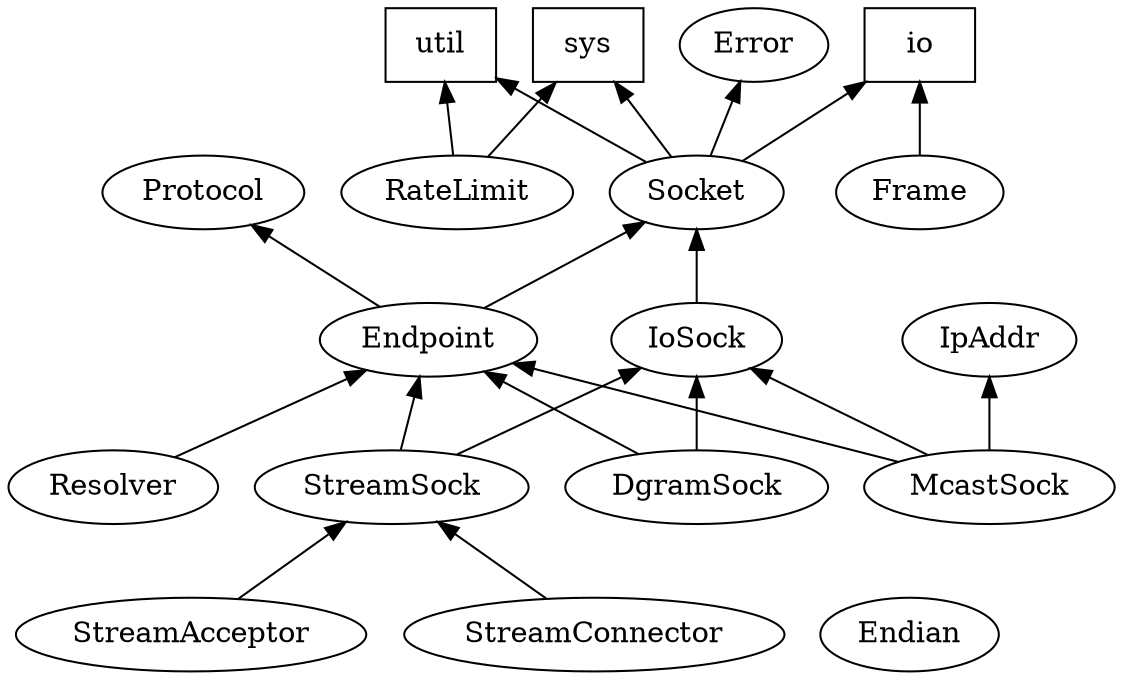 util
sys
Error
io
Protocol
RateLimit
Socket
Frame
Endpoint
IoSock
IpAddr
Resolver
StreamSock
DgramSock
McastSock
StreamAcceptor
StreamConnector
Endian